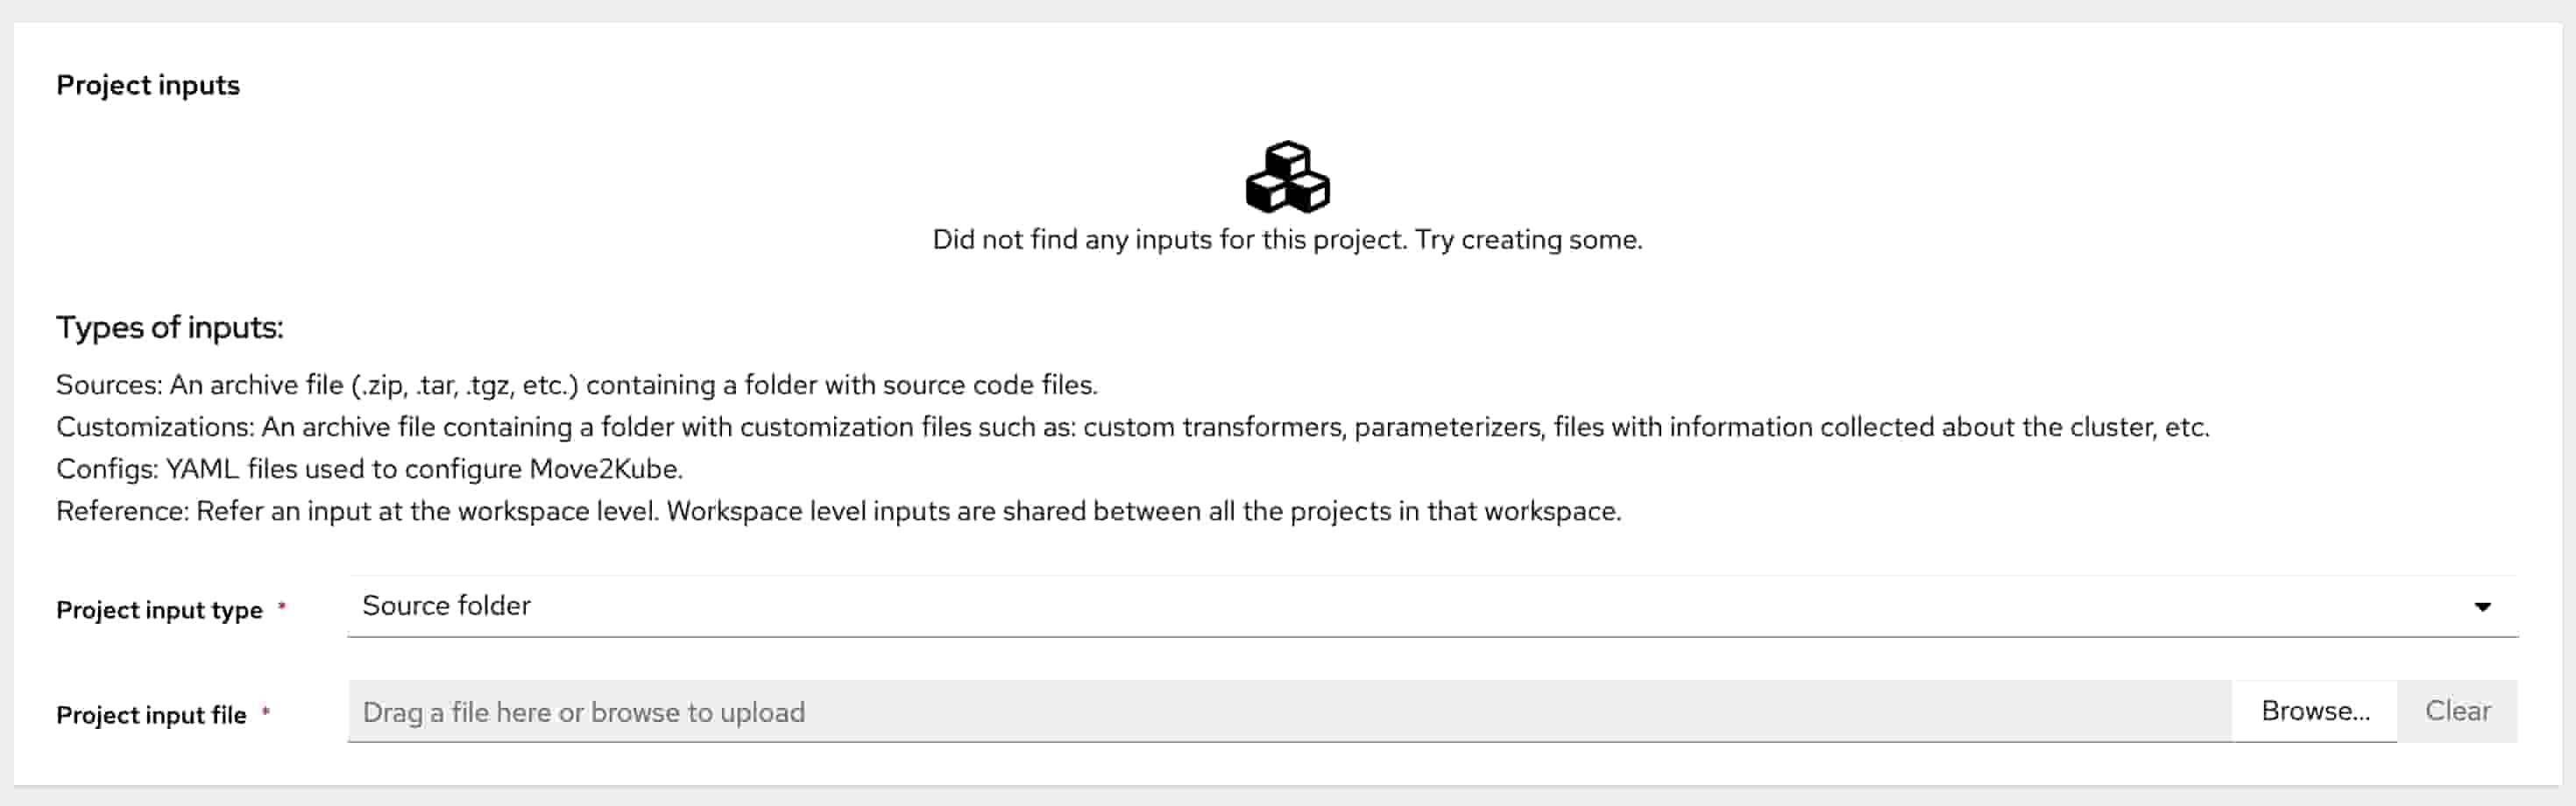 Project inputs
Did not find any inputs for this project. Try creating some.
Types of inputs:
Sources: An archive file (.zip, .tar, .tgz, etc.) containing a folder with source code files.
Customizations: An archive file containing a folder with customization files such as: custom transformers, parameterizers, files with information collected about the cluster, etc.
Configs: YAML files used to configure Move2Kube.
Reference: Refer an input at the workspace level. Workspace level inputs are shared between all the projects in that workspace.
Project input type * Source folder
Project input file * Drag a file here or browse to upload Browse... Clear